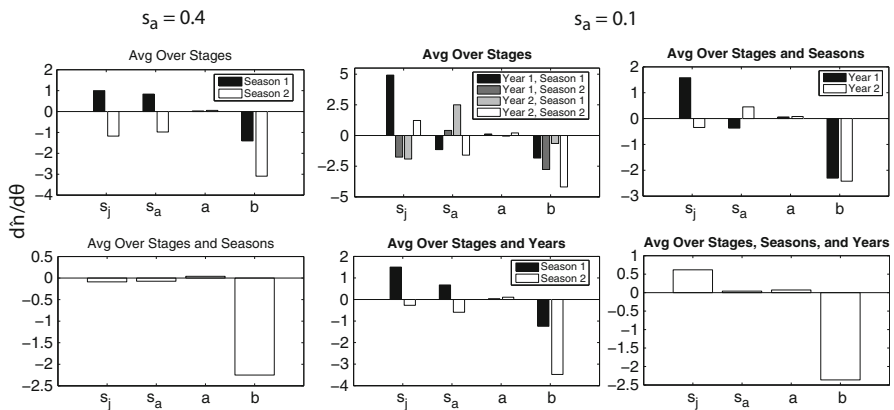 s_a = 0.4
s_a = 0.1
Avg Over Stages
2
1
0
−1
−2
−3
−4
Season 1
Season 2
s_j s_a a b
Avg Over Stages
5
2.5
0
−2.5
−5
Year 1, Season 1
Year 1, Season 2
Year 2, Season 1
Year 2, Season 2
s_j s_a a b
Avg Over Stages and Seasons
2
1
0
−1
−2
−3
Year 1
Year 2
s_j s_a a b
dn̂/dθ
Avg Over Stages and Seasons
0.5
0
−0.5
−1
−1.5
−2
−2.5
s_j s_a a b
Avg Over Stages and Years
2
1
0
−1
−2
−3
−4
Season 1
Season 2
s_j s_a a b
Avg Over Stages, Seasons, and Years
0.5
0
−0.5
−1
−1.5
−2
−2.5
s_j s_a a b